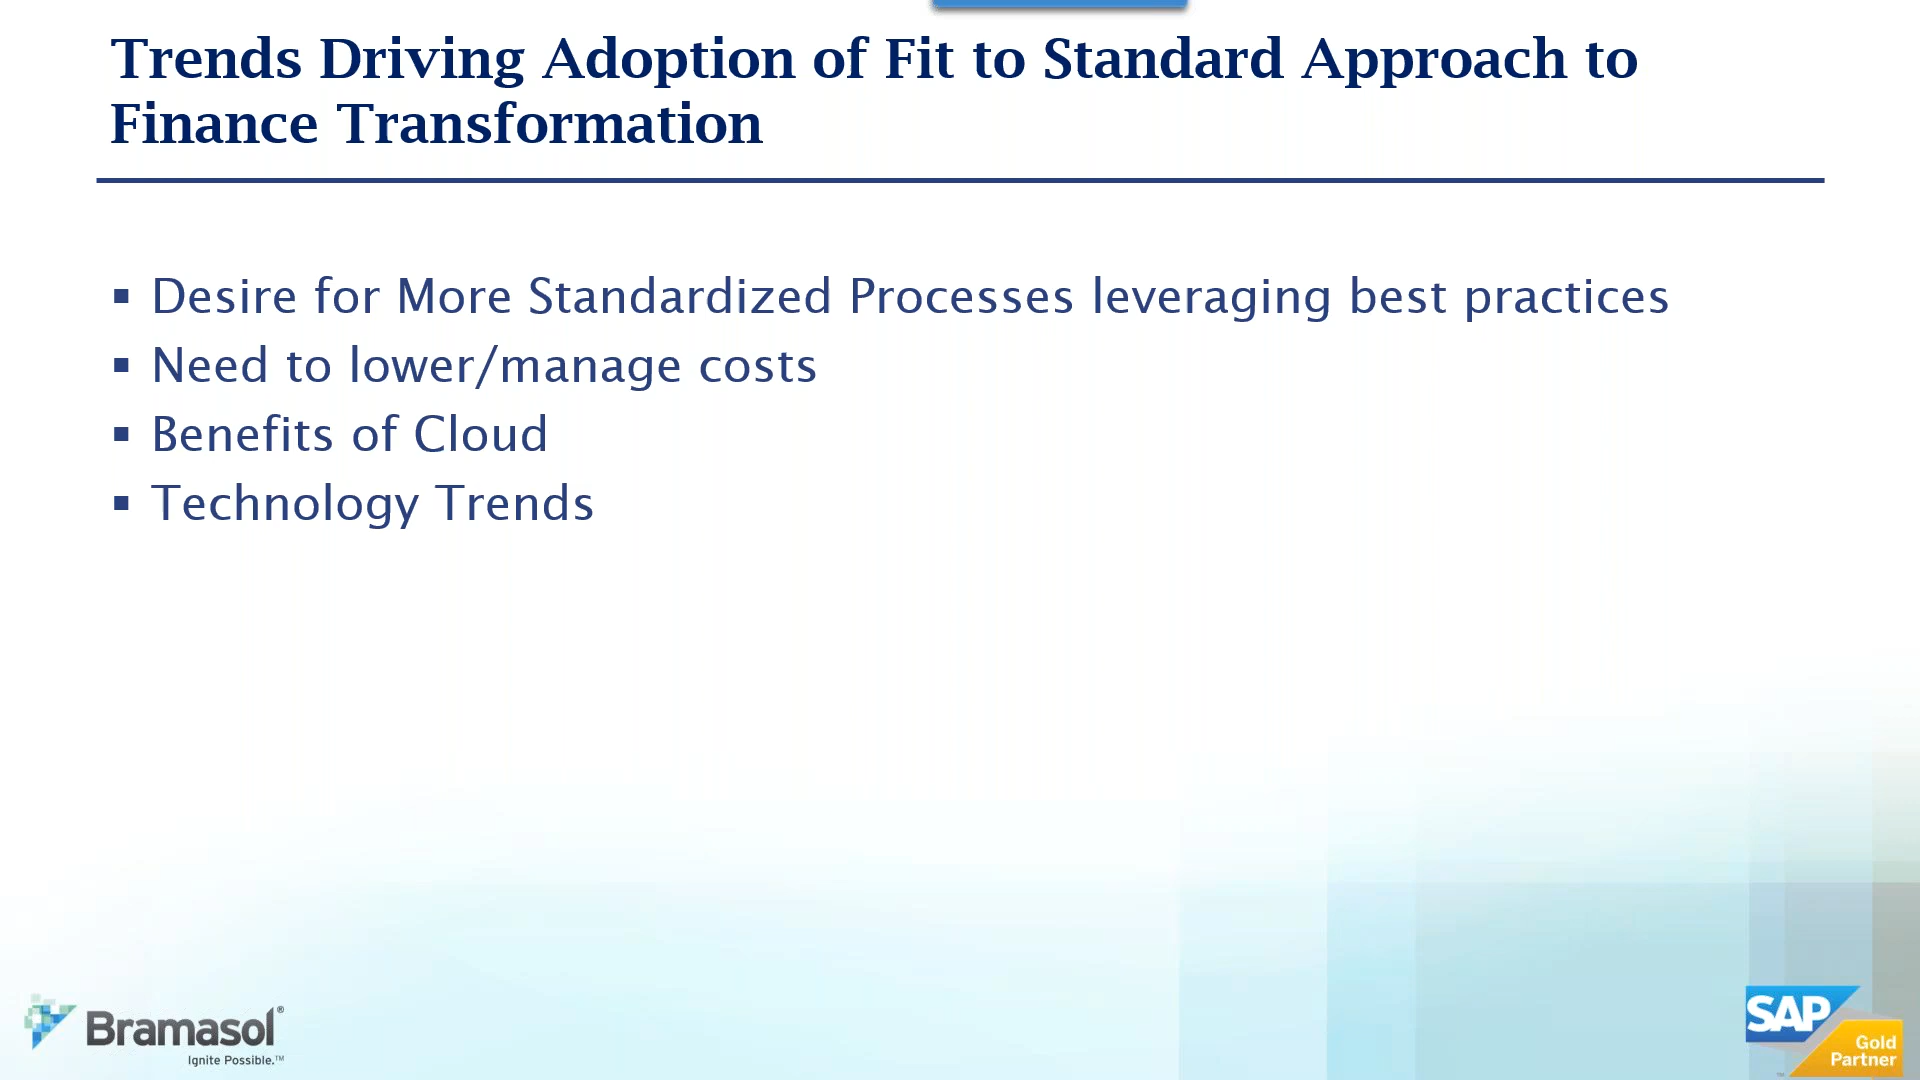 Trends Driving Adoption of Fit to Standard Approach to
Finance Transformation
▪ Desire for More Standardized Processes leveraging best practices
▪ Need to lower/manage costs
▪ Benefits of Cloud
▪ Technology Trends
Bramasol®
Ignite Possible.™
SAP
Gold
Partner
™